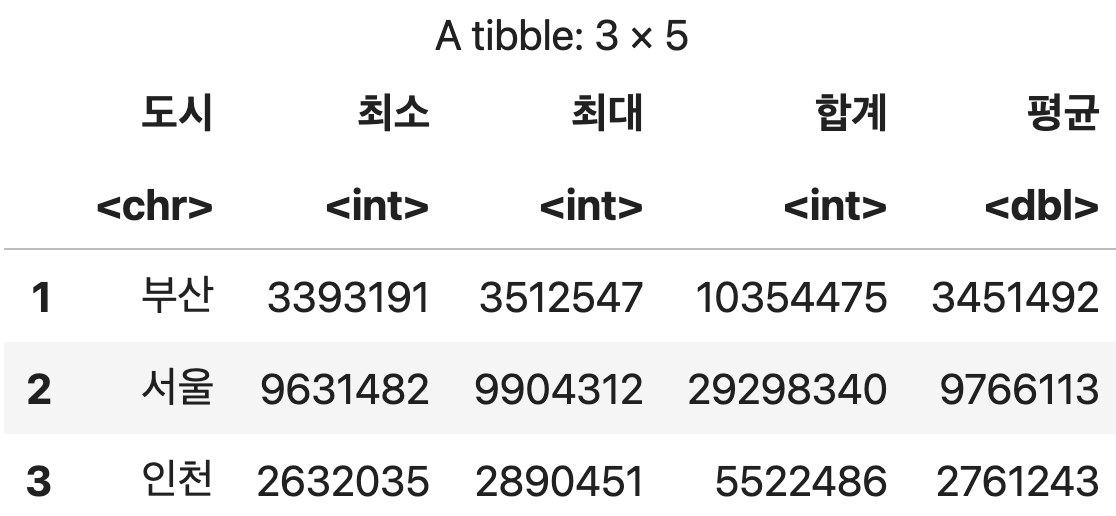 A tibble: 3 × 5
도시 최소 최대 합계 평균
<chr> <int> <int> <int> <dbl>
1 부산 3393191 3512547 10354475 3451492
2 서울 9631482 9904312 29298340 9766113
3 인천 2632035 2890451 5522486 2761243